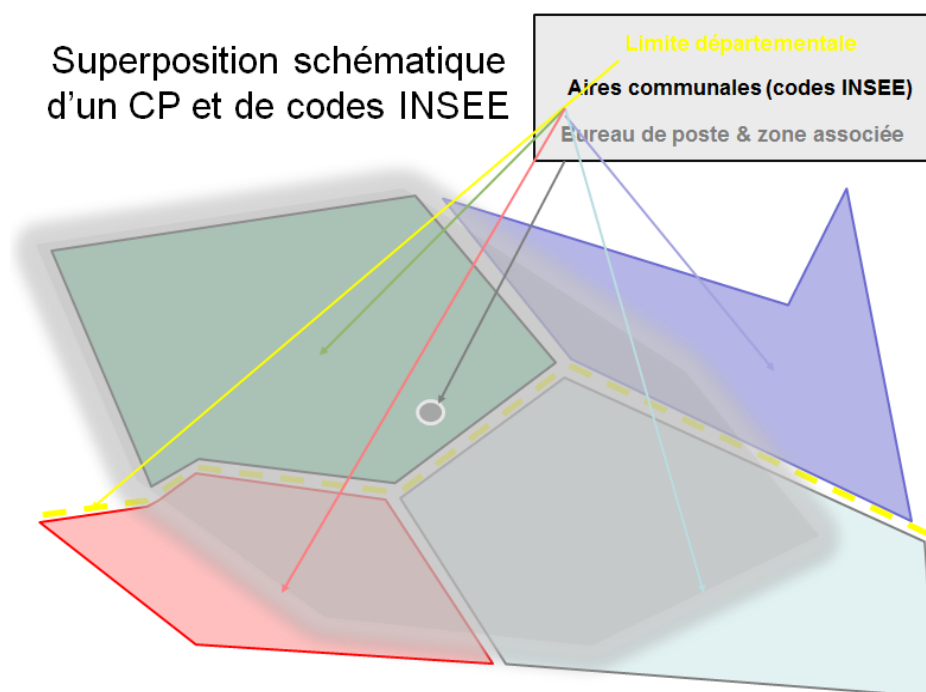 Superposition schématique
d’un CP et de codes INSEE
Limite départementale
Aires communales (codes INSEE)
Bureau de poste & zone associée